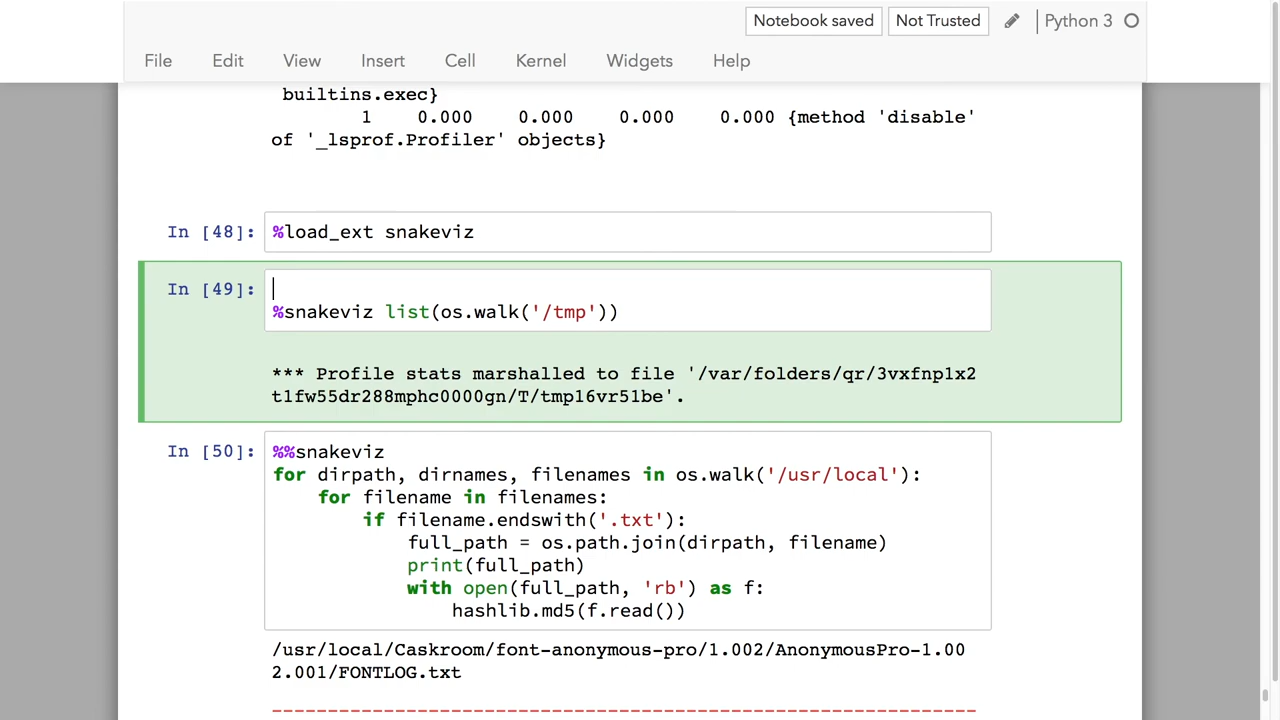 Notebook saved Not Trusted Python 3
File Edit View Insert Cell Kernel Widgets Help
builtins.exec}
1 0.000 0.000 0.000 0.000 {method 'disable'
of '_lsprof.Profiler' objects}
In [48]: %load_ext snakeviz
In [49]:
%snakeviz list(os.walk('/tmp'))
*** Profile stats marshalled to file '/var/folders/qr/3vxfnp1x2
t1fw55dr288mphc0000gn/T/tmp16vr51be'.
In [50]: %%snakeviz
for dirpath, dirnames, filenames in os.walk('/usr/local'):
for filename in filenames:
if filename.endswith('.txt'):
full_path = os.path.join(dirpath, filename)
print(full_path)
with open(full_path, 'rb') as f:
hashlib.md5(f.read())
/usr/local/Caskroom/font-anonymous-pro/1.002/AnonymousPro-1.00
2.001/FONTLOG.txt
---------------------------------------------------------------